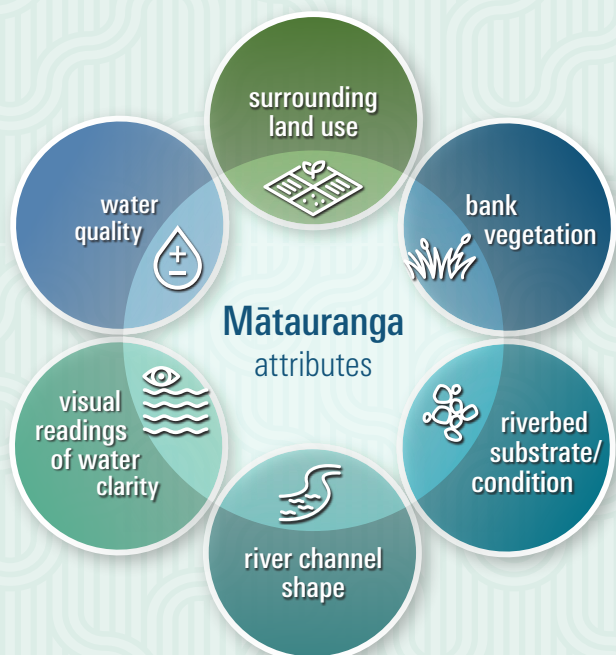 surrounding
land use
bank
vegetation
riverbed
substrate/
condition
river channel
shape
visual
readings
of water
clarity
water
quality
Mātauranga
attributes